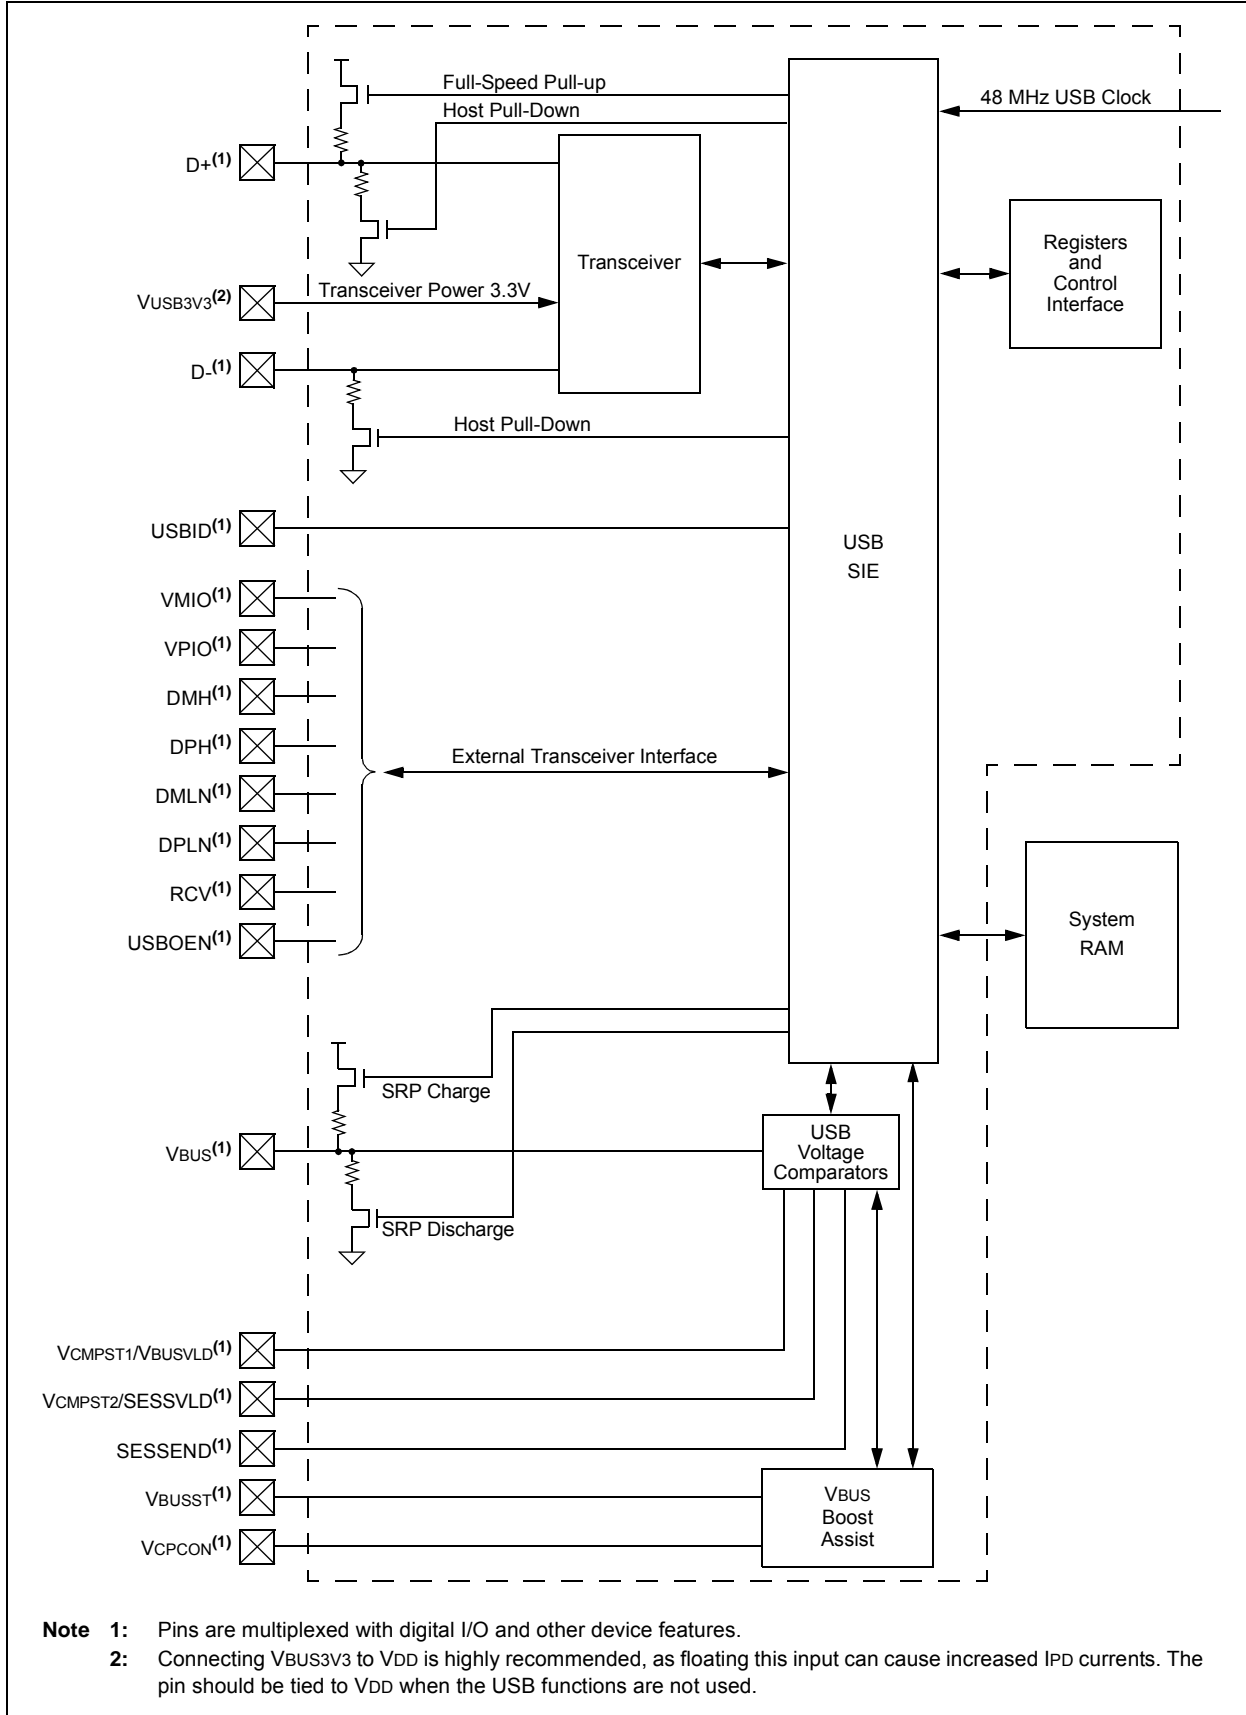 Full-Speed Pull-up
48 MHz USB Clock
Host Pull-Down
D+(1)
Transceiver
Registers
and
Control
Interface
VUSB3V3(2)
Transceiver Power 3.3V
D-(1)
Host Pull-Down
USBID(1)
USB
SIE
VMIO(1)
VPIO(1)
DMH(1)
DPH(1)
External Transceiver Interface
DMLN(1)
DPLN(1)
RCV(1)
USBOEN(1)
System
RAM
SRP Charge
USB
Voltage
Comparators
VBUS(1)
SRP Discharge
VCMPST1/VBUSVLD(1)
VCMPST2/SESSVLD(1)
SESSEND(1)
VBUSST(1)
VCPCON(1)
VBUS
Boost
Assist
Note 1: Pins are multiplexed with digital I/O and other device features.
2: Connecting VBUS3V3 to VDD is highly recommended, as floating this input can cause increased IPD currents. The
pin should be tied to VDD when the USB functions are not used.